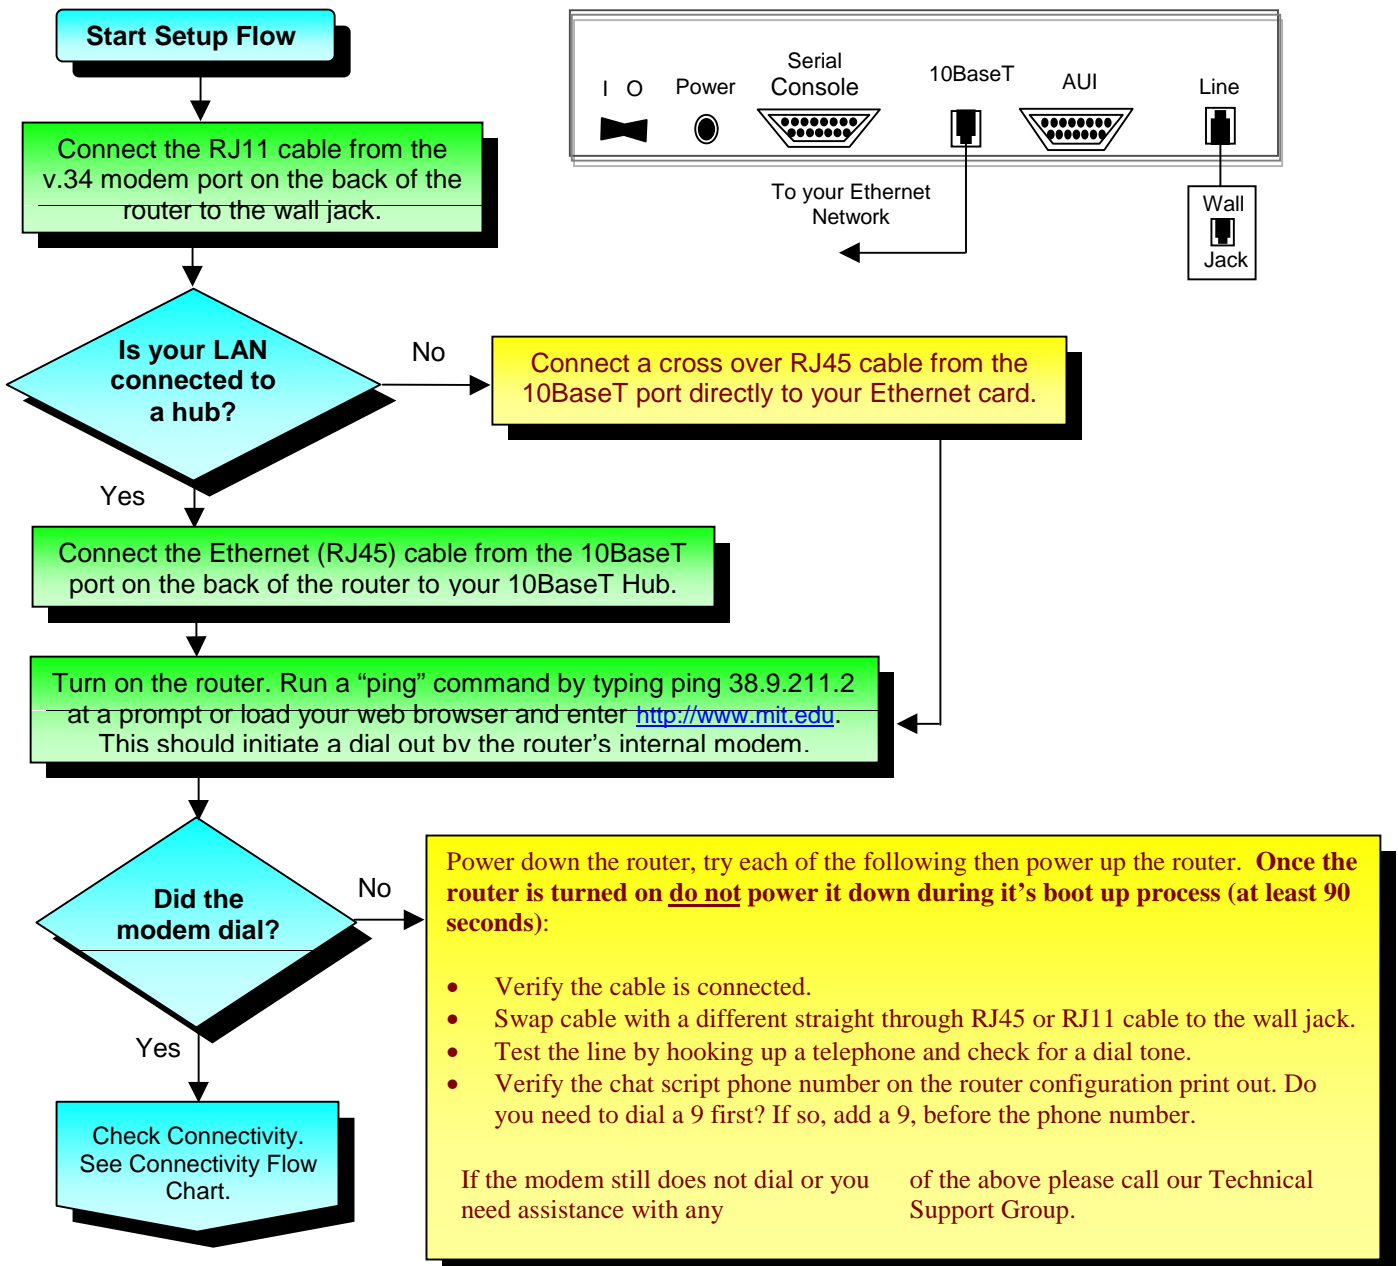 Start Setup Flow
I O
Power
Serial
Console
10BaseT
AUI
Line
To your Ethernet
Network
Wall
Jack
Connect the RJ11 cable from the
v.34 modem port on the back of the
router to the wall jack.
Is your LAN
connected to
a hub?
No
Connect a cross over RJ45 cable from the
10BaseT port directly to your Ethernet card.
Yes
Connect the Ethernet (RJ45) cable from the 10BaseT
port on the back of the router to your 10BaseT Hub.
Turn on the router. Run a “ping” command by typing ping 38.9.211.2
at a prompt or load your web browser and enter http://www.mit.edu.
This should initiate a dial out by the router’s internal modem.
Did the
modem dial?
No
Power down the router, try each of the following then power up the router. Once the
router is turned on do not power it down during it’s boot up process (at least 90
seconds):
• Verify the cable is connected.
• Swap cable with a different straight through RJ45 or RJ11 cable to the wall jack.
• Test the line by hooking up a telephone and check for a dial tone.
• Verify the chat script phone number on the router configuration print out. Do
you need to dial a 9 first? If so, add a 9, before the phone number.
If the modem still does not dial or you
need assistance with any
of the above please call our Technical
Support Group.
Yes
Check Connectivity.
See Connectivity Flow
Chart.